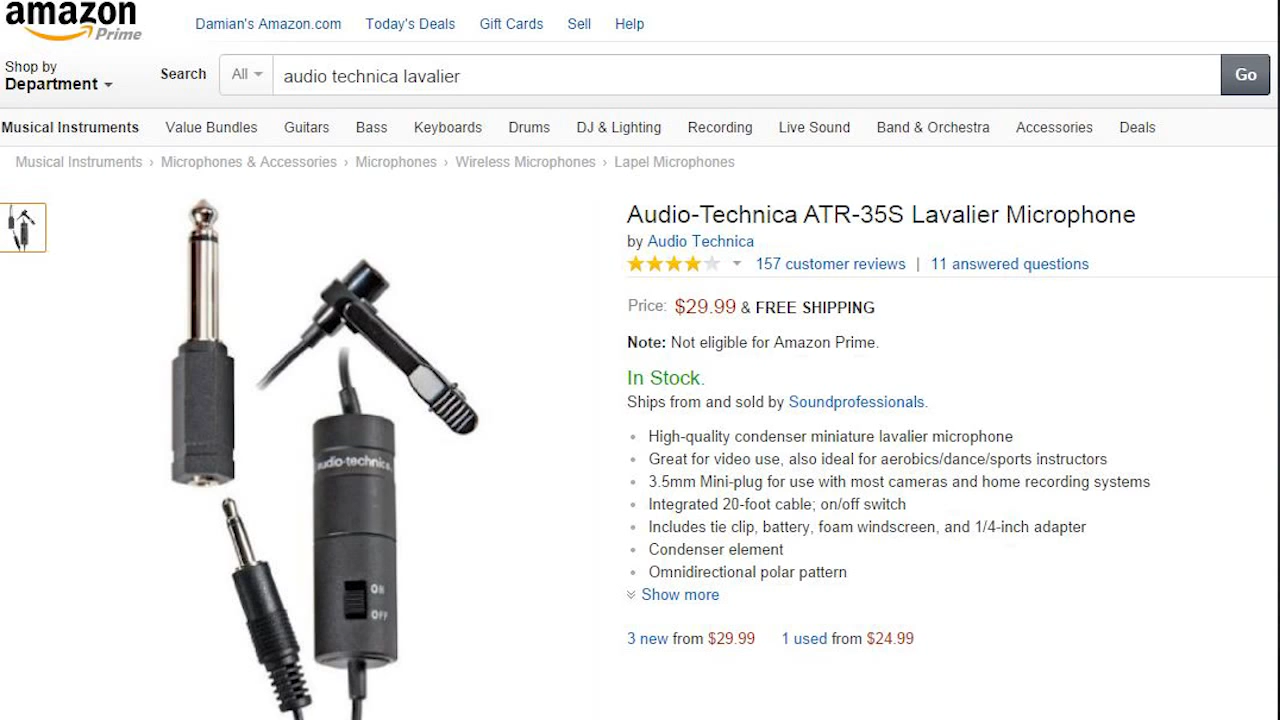 amazon
Prime
Damian's Amazon.com Today's Deals Gift Cards Sell Help
Shop by
Department
Search All audio technica lavalier Go
Musical Instruments Value Bundles Guitars Bass Keyboards Drums DJ & Lighting Recording Live Sound Band & Orchestra Accessories Deals
Musical Instruments › Microphones & Accessories › Microphones › Wireless Microphones › Lapel Microphones
Audio-Technica ATR-35S Lavalier Microphone
by Audio Technica
157 customer reviews | 11 answered questions
Price: $29.99 & FREE SHIPPING
Note: Not eligible for Amazon Prime.
In Stock.
Ships from and sold by Soundprofessionals.
• High-quality condenser miniature lavalier microphone
• Great for video use, also ideal for aerobics/dance/sports instructors
• 3.5mm Mini-plug for use with most cameras and home recording systems
• Integrated 20-foot cable; on/off switch
• Includes tie clip, battery, foam windscreen, and 1/4-inch adapter
• Condenser element
• Omnidirectional polar pattern
Show more
3 new from $29.99 1 used from $24.99
audio-technica
ON
OFF